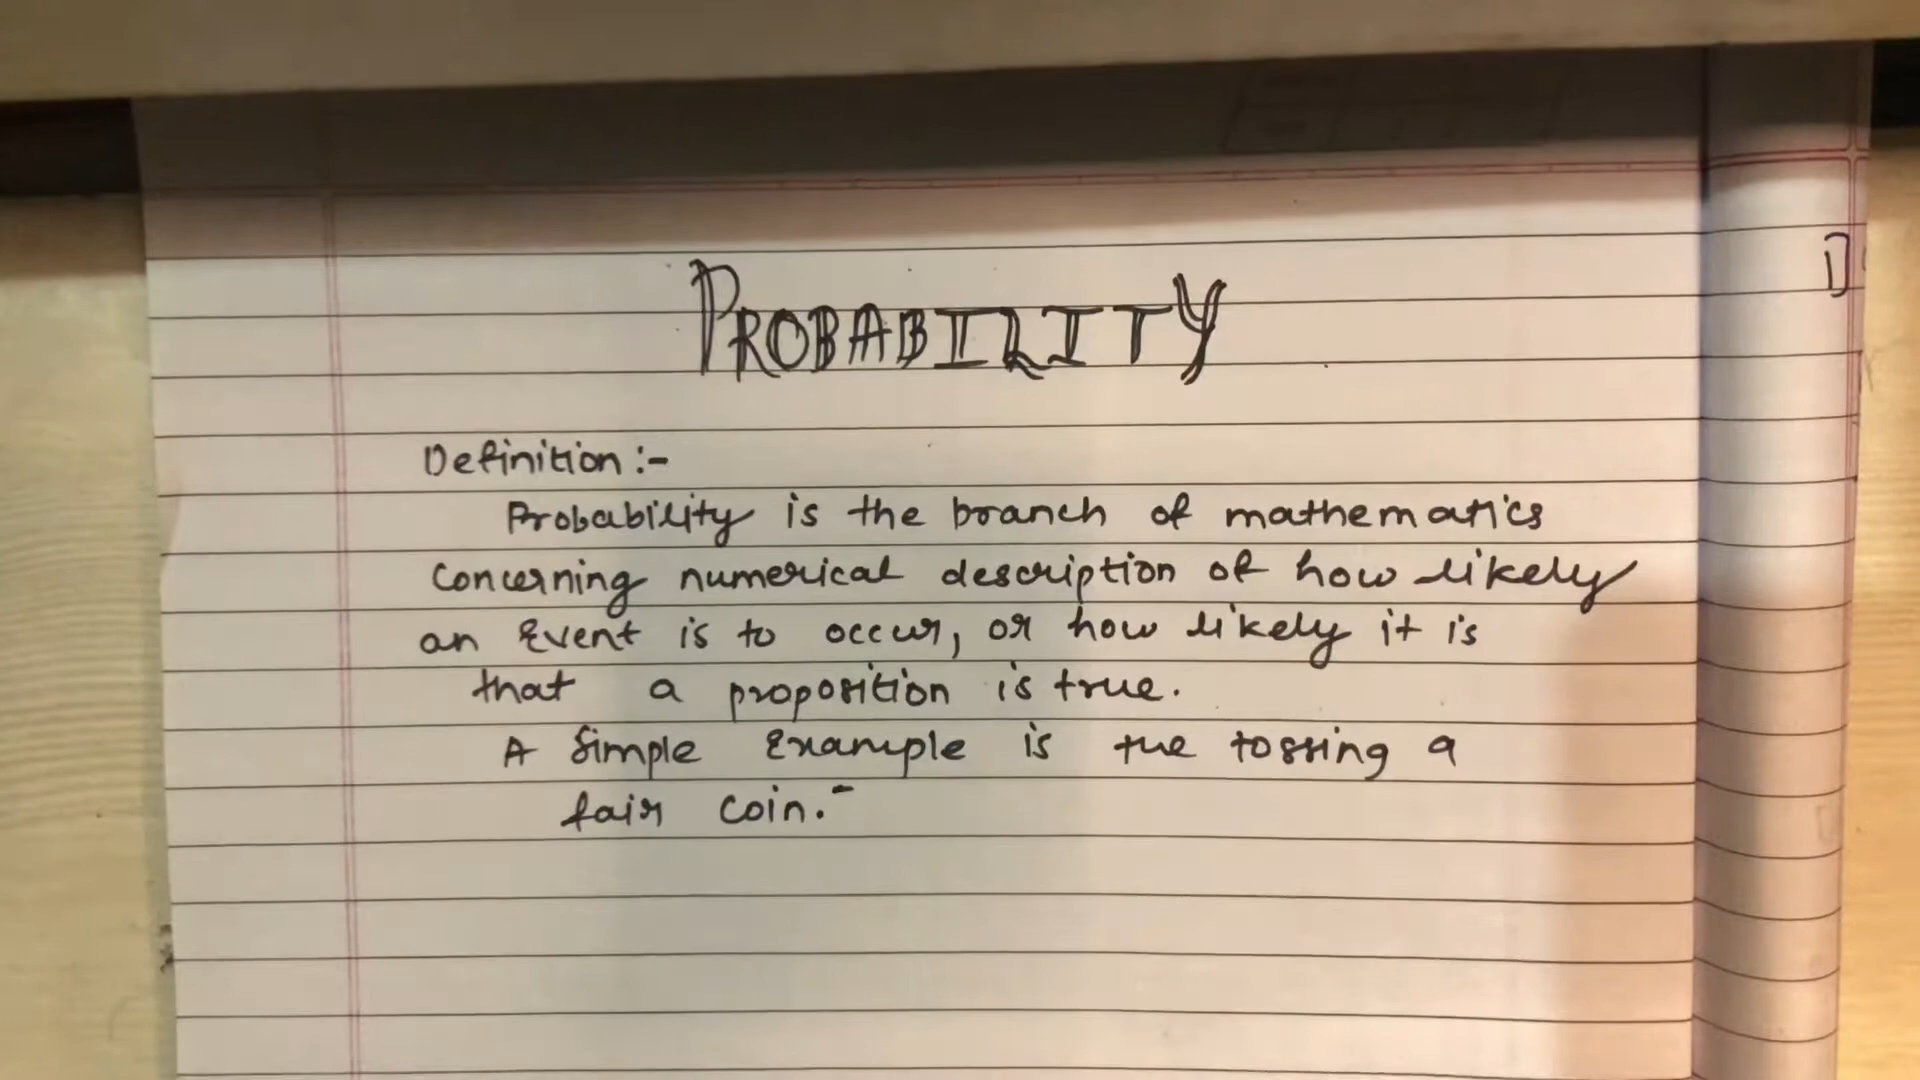 PROBABILITY
1]
Definition :-
Probability is the branch of mathematics
Concerning numerical description of how likely
an Event is to occur, or how likely it is
that a proposition is true.
A Simple Example is the tossing a
fair coin.-